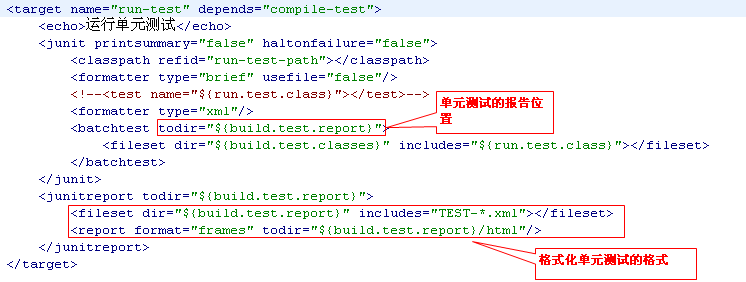 <target name="run-test" depends="compile-test">
<echo>运行单元测试</echo>
<junit printsummary="false" haltonfailure="false">
<classpath refid="run-test-path"></classpath>
<formatter type="brief" usefile="false"/>
<!--<test name="${run.test.class}"></test>-->
<formatter type="xml"/>
<batchtest todir="${build.test.report}">
<fileset dir="${build.test.classes}" includes="${run.test.class}"></fileset>
</batchtest>
</junit>
<junitreport todir="${build.test.report}">
<fileset dir="${build.test.report}" includes="TEST-*.xml"></fileset>
<report format="frames" todir="${build.test.report}/html"/>
</junitreport>
</target>
单元测试的报告位
置
格式化单元测试的格式